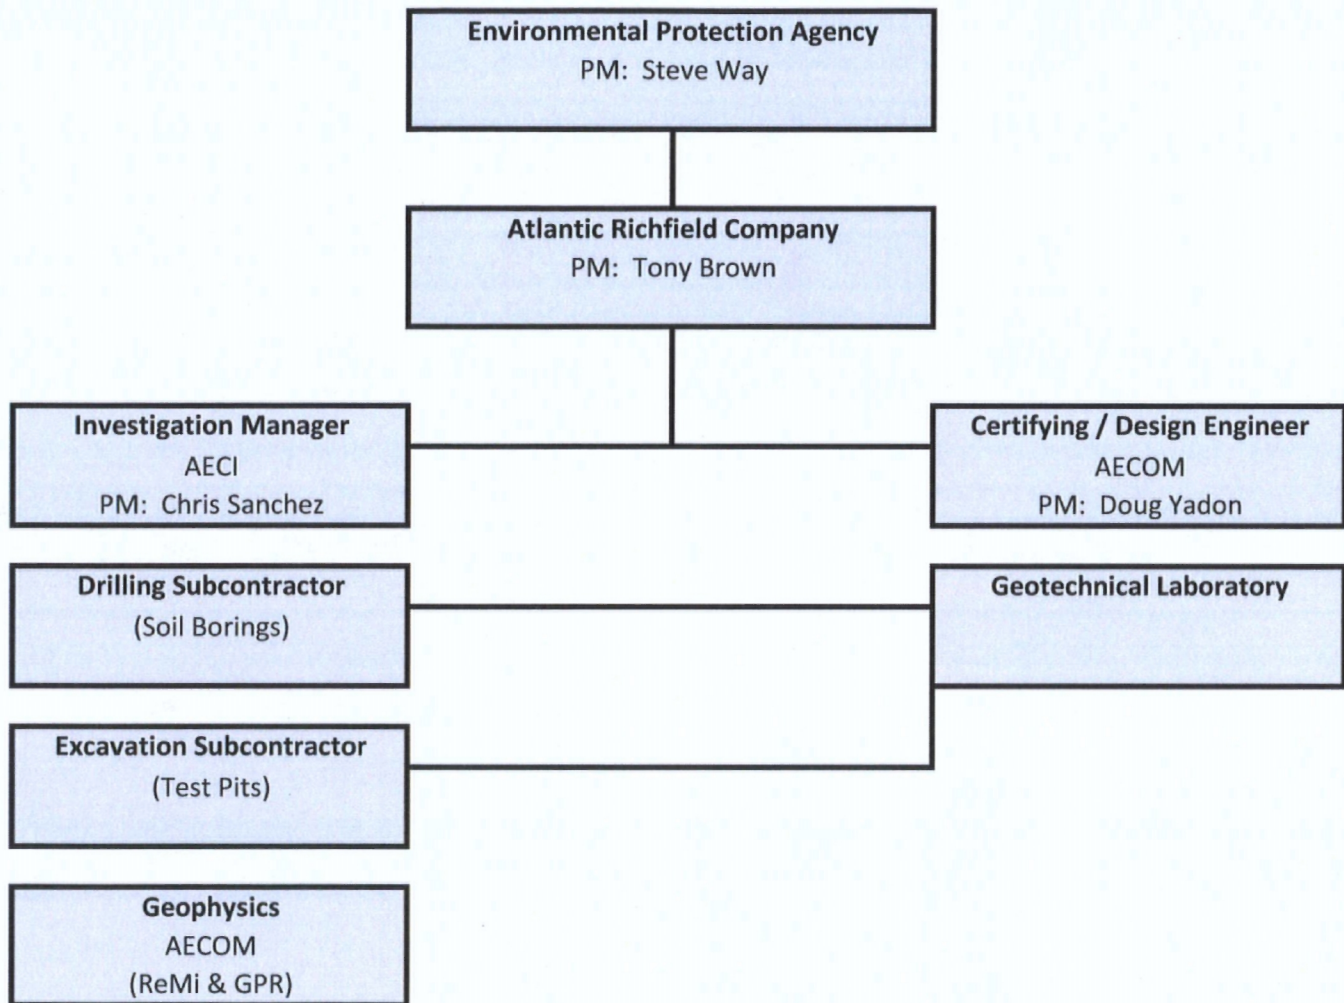 Environmental Protection Agency
PM: Steve Way
Atlantic Richfield Company
PM: Tony Brown
Investigation Manager
AECI
PM: Chris Sanchez
Certifying / Design Engineer
AECOM
PM: Doug Yadon
Drilling Subcontractor
(Soil Borings)
Geotechnical Laboratory
Excavation Subcontractor
(Test Pits)
Geophysics
AECOM
(ReMi & GPR)